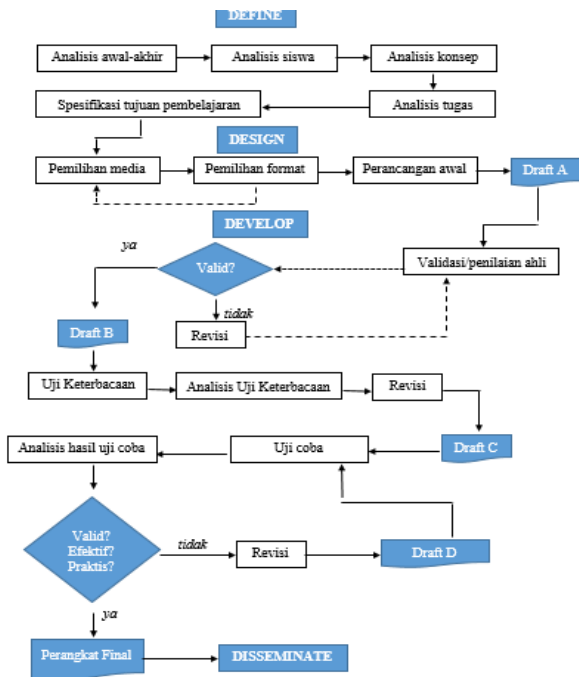 DEFINE
Analisis awal-akhir
Analisis siswa
Analisis konsep
Spesifikasi tujuan pembelajaran
Analisis tugas
DESIGN
Pemilihan media
Pemilihan format
Perancangan awal
Draft A
DEVELOP
ya
Valid?
Validasi/penilaian ahli
tidak
Draft B
Revisi
Uji Keterbacaan
Analisis Uji Keterbacaan
Revisi
Analisis hasil uji coba
Uji coba
Draft C
Valid?
Efektif?
Praktis?
tidak
Revisi
Draft D
ya
Perangkat Final
DISSEMINATE